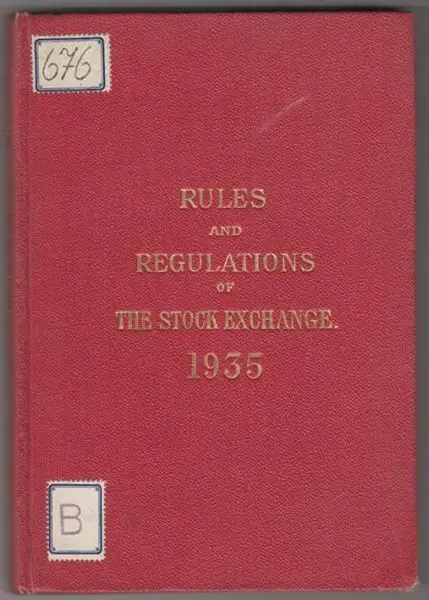 676
RULES
AND
REGULATIONS
OF
THE STOCK EXCHANGE.
1935
B